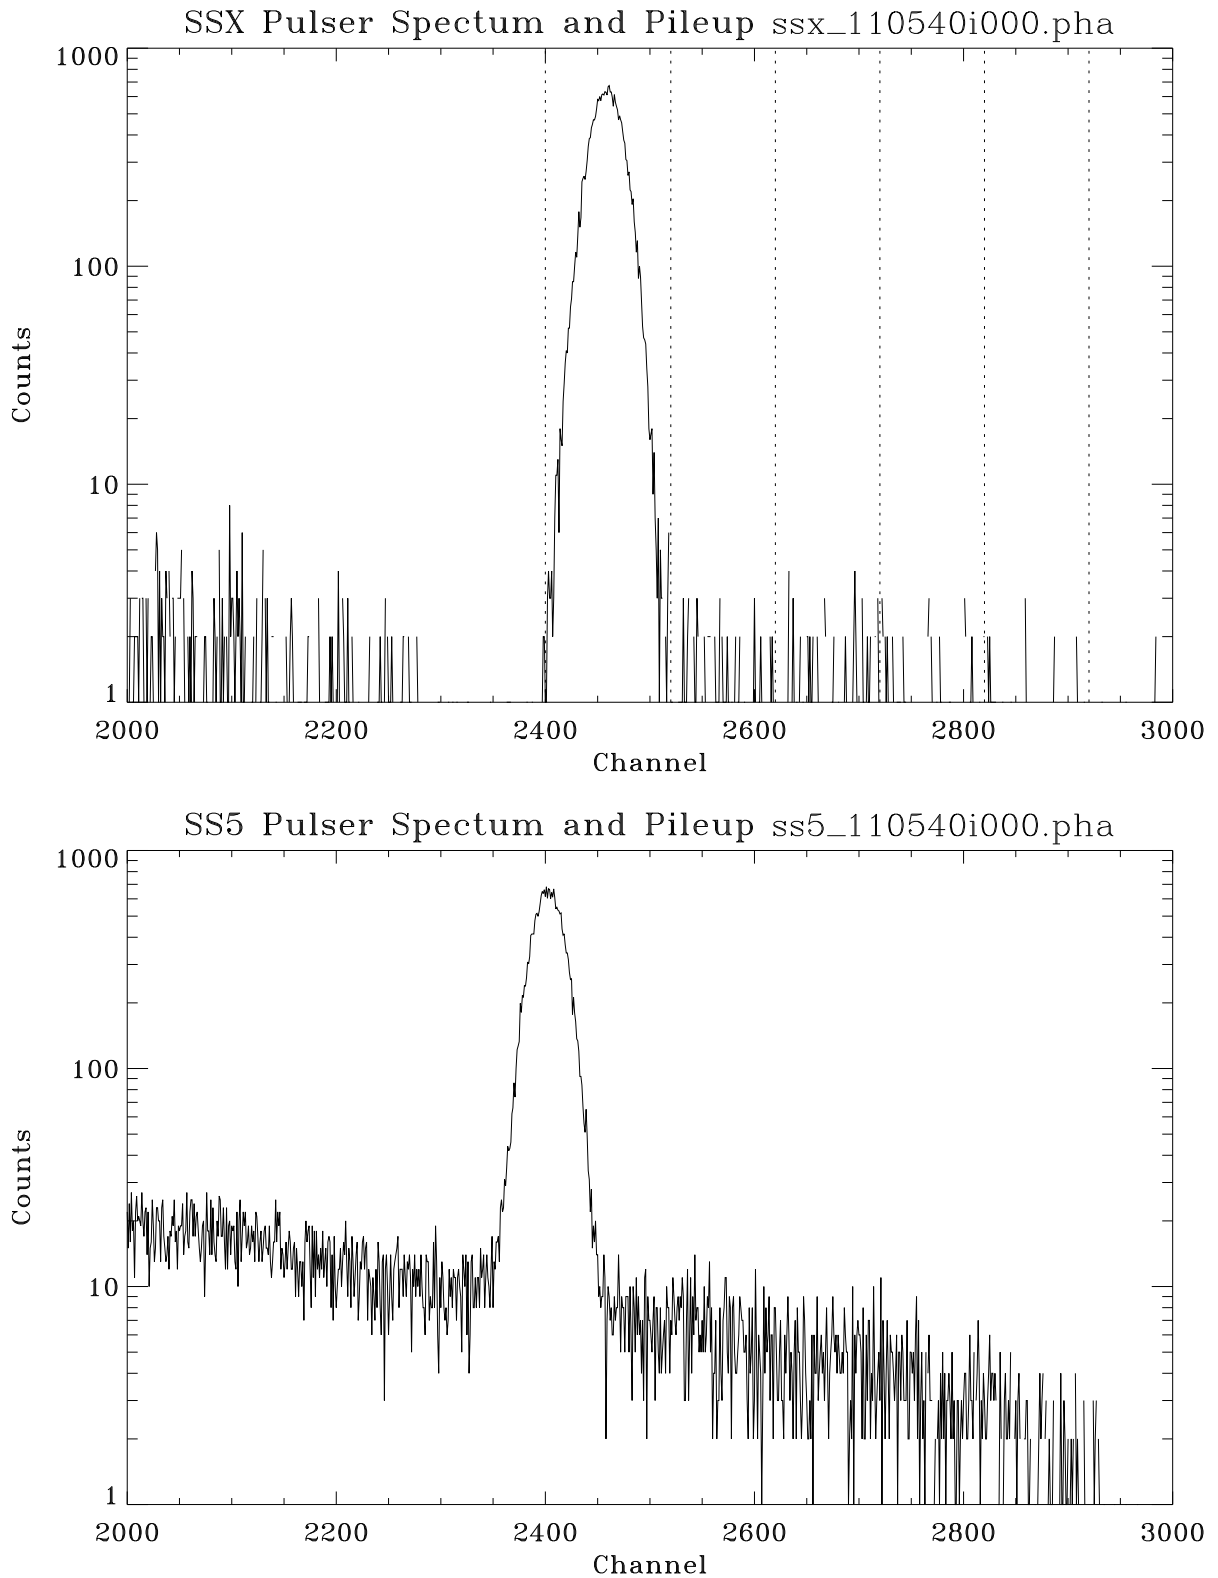 SSX Pulser Spectum and Pileup ssx_110540i000.pha
1000
100
10
1
Counts
2000 2200 2400 2600 2800 3000
Channel
SS5 Pulser Spectum and Pileup ss5_110540i000.pha
1000
100
10
1
Counts
2000 2200 2400 2600 2800 3000
Channel